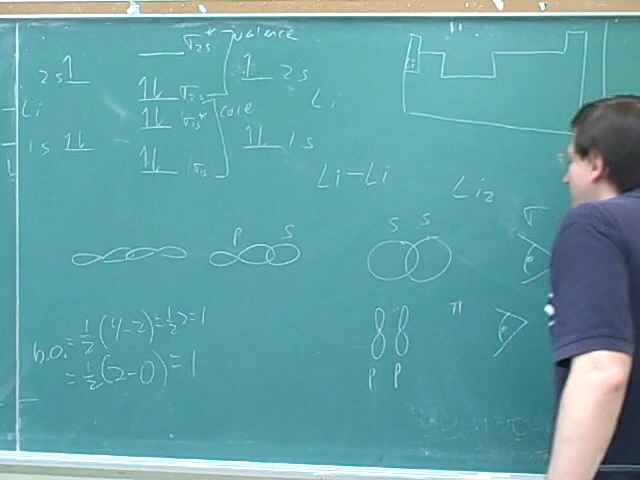 σ2s* valence
2s 1 1 2s
1L σ2s
Li 1L σ1s* core Li
1s 1L 1L 1s
1L σ1s
Li-Li
Li2
σ
p s s s
π
b.o. = 1/2 (4-2) = 1/2 2 = 1
= 1/2 (2-0) = 1
p p